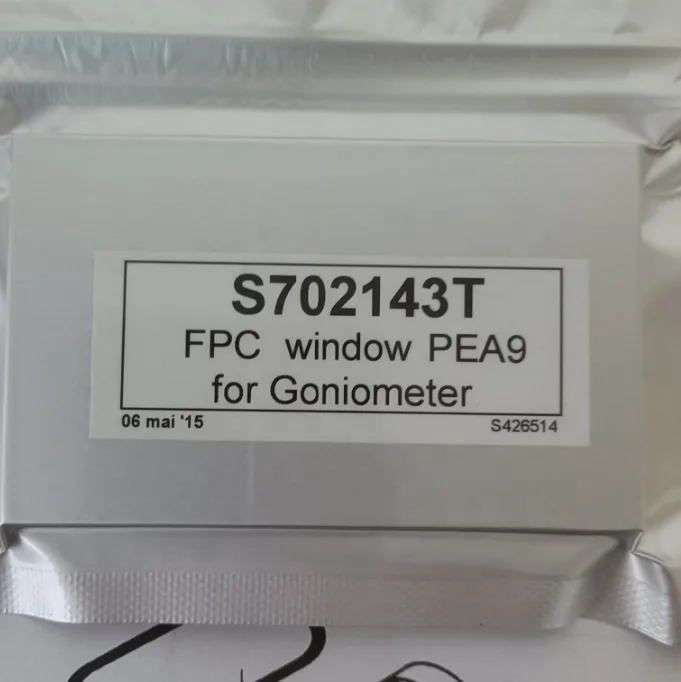 S702143T
FPC window PEA9
for Goniometer
06 mai '15 S426514